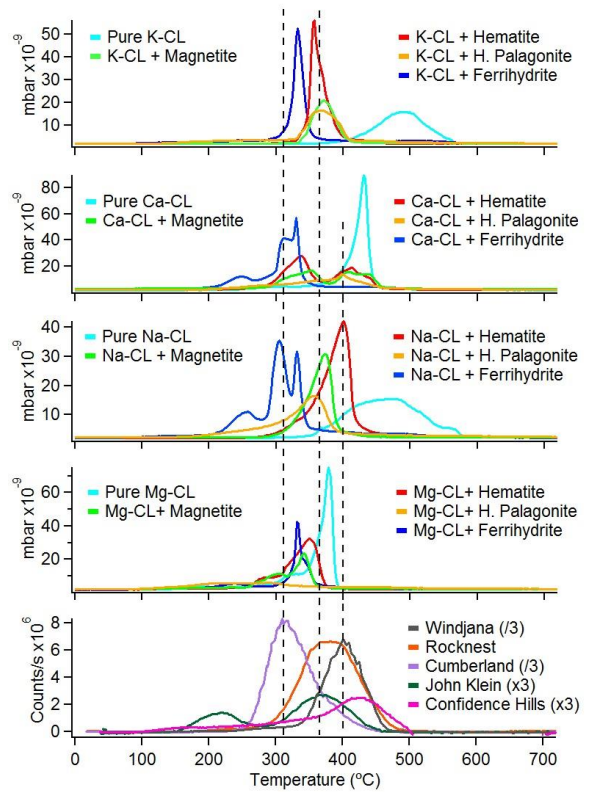 mbar x10-9
50
40
30
20
10
Pure K-CL
K-CL + Magnetite
K-CL + Hematite
K-CL + H. Palagonite
K-CL + Ferrihydrite
mbar x10-9
80
60
40
20
Pure Ca-CL
Ca-CL + Magnetite
Ca-CL + Hematite
Ca-CL + H. Palagonite
Ca-CL + Ferrihydrite
mbar x10-9
40
30
20
10
Pure Na-CL
Na-CL + Magnetite
Na-CL + Hematite
Na-CL + H. Palagonite
Na-CL + Ferrihydrite
mbar x10-9
60
40
20
Pure Mg-CL
Mg-CL+ Magnetite
Mg-CL+ Hematite
Mg-CL+ H. Palagonite
Mg-CL+ Ferrihydrite
Counts/s x106
8
6
4
2
0
Windjana (/3)
Rocknest
Cumberland (/3)
John Klein (x3)
Confidence Hills (x3)
0 100 200 300 400 500 600 700
Temperature (°C)